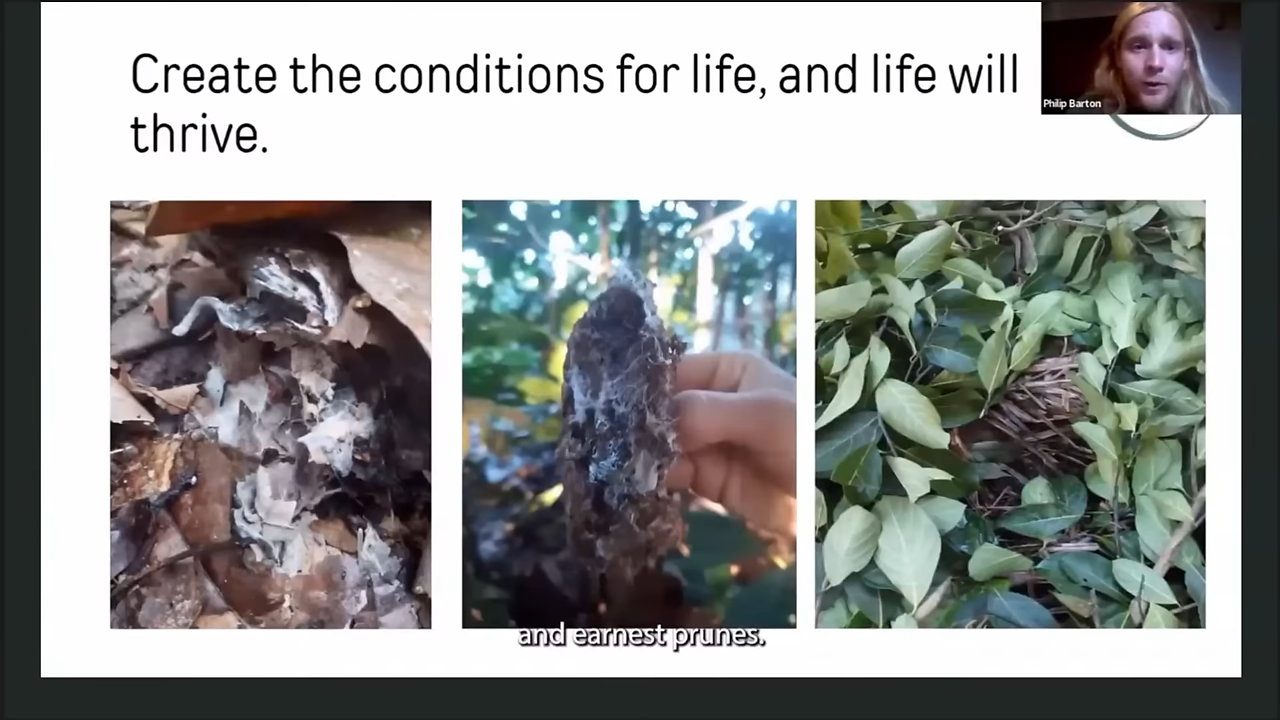 Create the conditions for life, and life will
thrive.
Philip Barton
and earnest prunes.